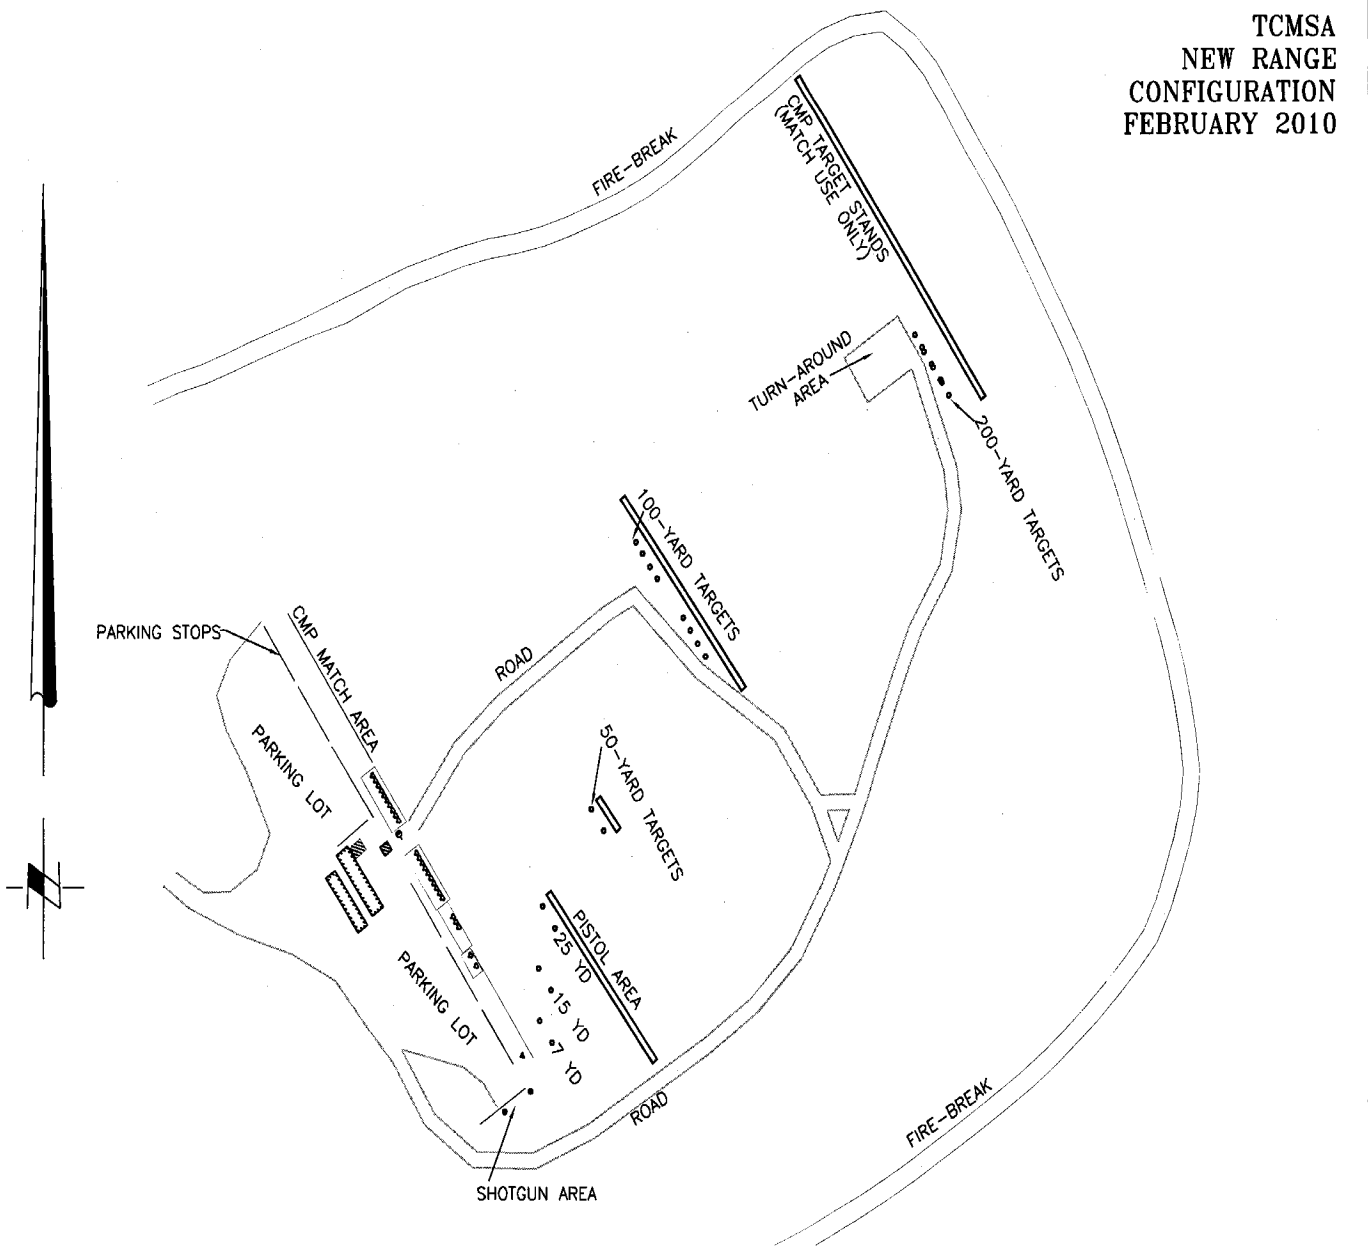 TCMSA
NEW RANGE
CONFIGURATION
FEBRUARY 2010
FIRE-BREAK
CMP TARGET STANDS
(MATCH USE ONLY)
TURN-AROUND
AREA
200-YARD TARGETS
100-YARD TARGETS
PARKING STOPS
CMP MATCH AREA
ROAD
PARKING LOT
50-YARD TARGETS
PISTOL AREA
25 YD
15 YD
7 YD
PARKING LOT
ROAD
FIRE-BREAK
SHOTGUN AREA